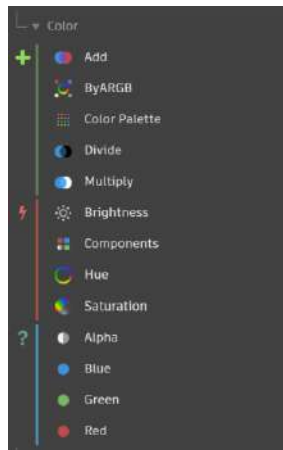 Color
Add
ByARGB
Color Palette
Divide
Multiply
Brightness
Components
Hue
Saturation
Alpha
Blue
Green
Red